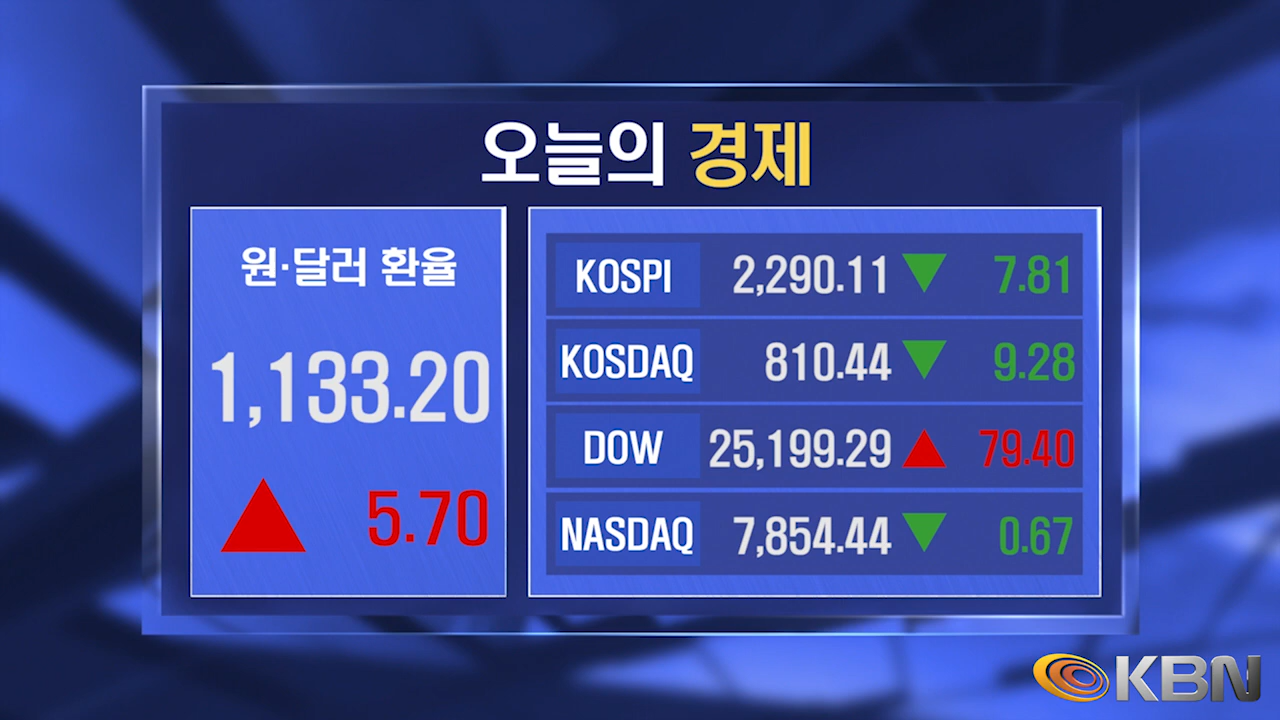 오늘의 경제
원·달러 환율
1,133.20
▲ 5.70
KOSPI 2,290.11 ▼ 7.81
KOSDAQ 810.44 ▼ 9.28
DOW 25,199.29 ▲ 79.40
NASDAQ 7,854.44 ▼ 0.67
KBN